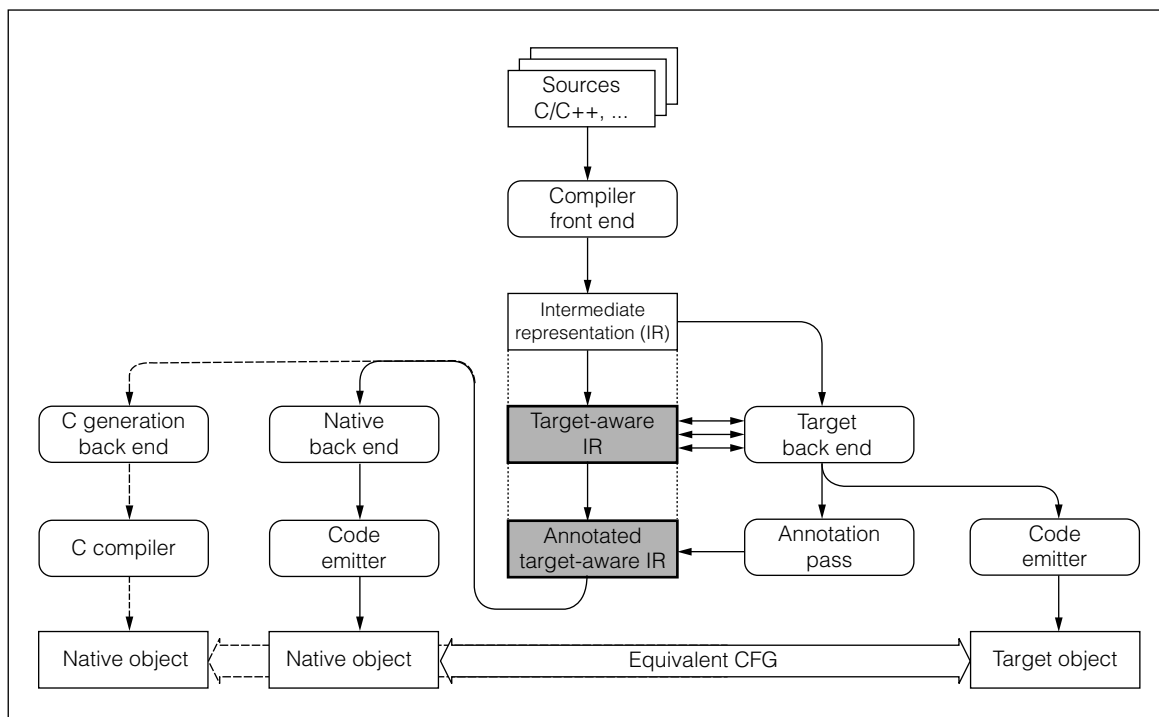 Sources
C/C++, ...
Compiler
front end
Intermediate
representation (IR)
C generation
back end
Native
back end
Target-aware
IR
Target
back end
C compiler
Code
emitter
Annotated
target-aware IR
Annotation
pass
Code
emitter
Native object
Native object
Equivalent CFG
Target object